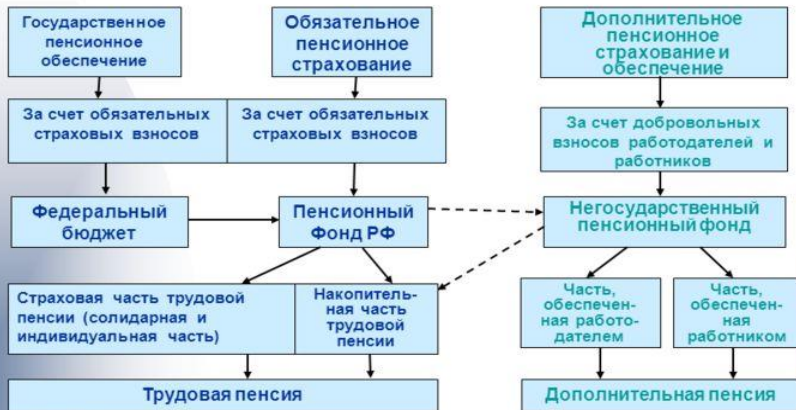 Государственное
пенсионное
обеспечение
Обязательное
пенсионное
страхование
Дополнительное
пенсионное
страхование и
обеспечение
За счет обязательных
страховых взносов
За счет обязательных
страховых взносов
За счет добровольных
взносов работодателей и
работников
Федеральный
бюджет
Пенсионный
Фонд РФ
Негосударственный
пенсионный фонд
Страховая часть трудовой
пенсии (солидарная и
индивидуальная часть)
Накопитель-
ная часть
трудовой
пенсии
Часть,
обеспечен-
ная работо-
дателем
Часть,
обеспечен-
ная
работником
Трудовая пенсия
Дополнительная пенсия